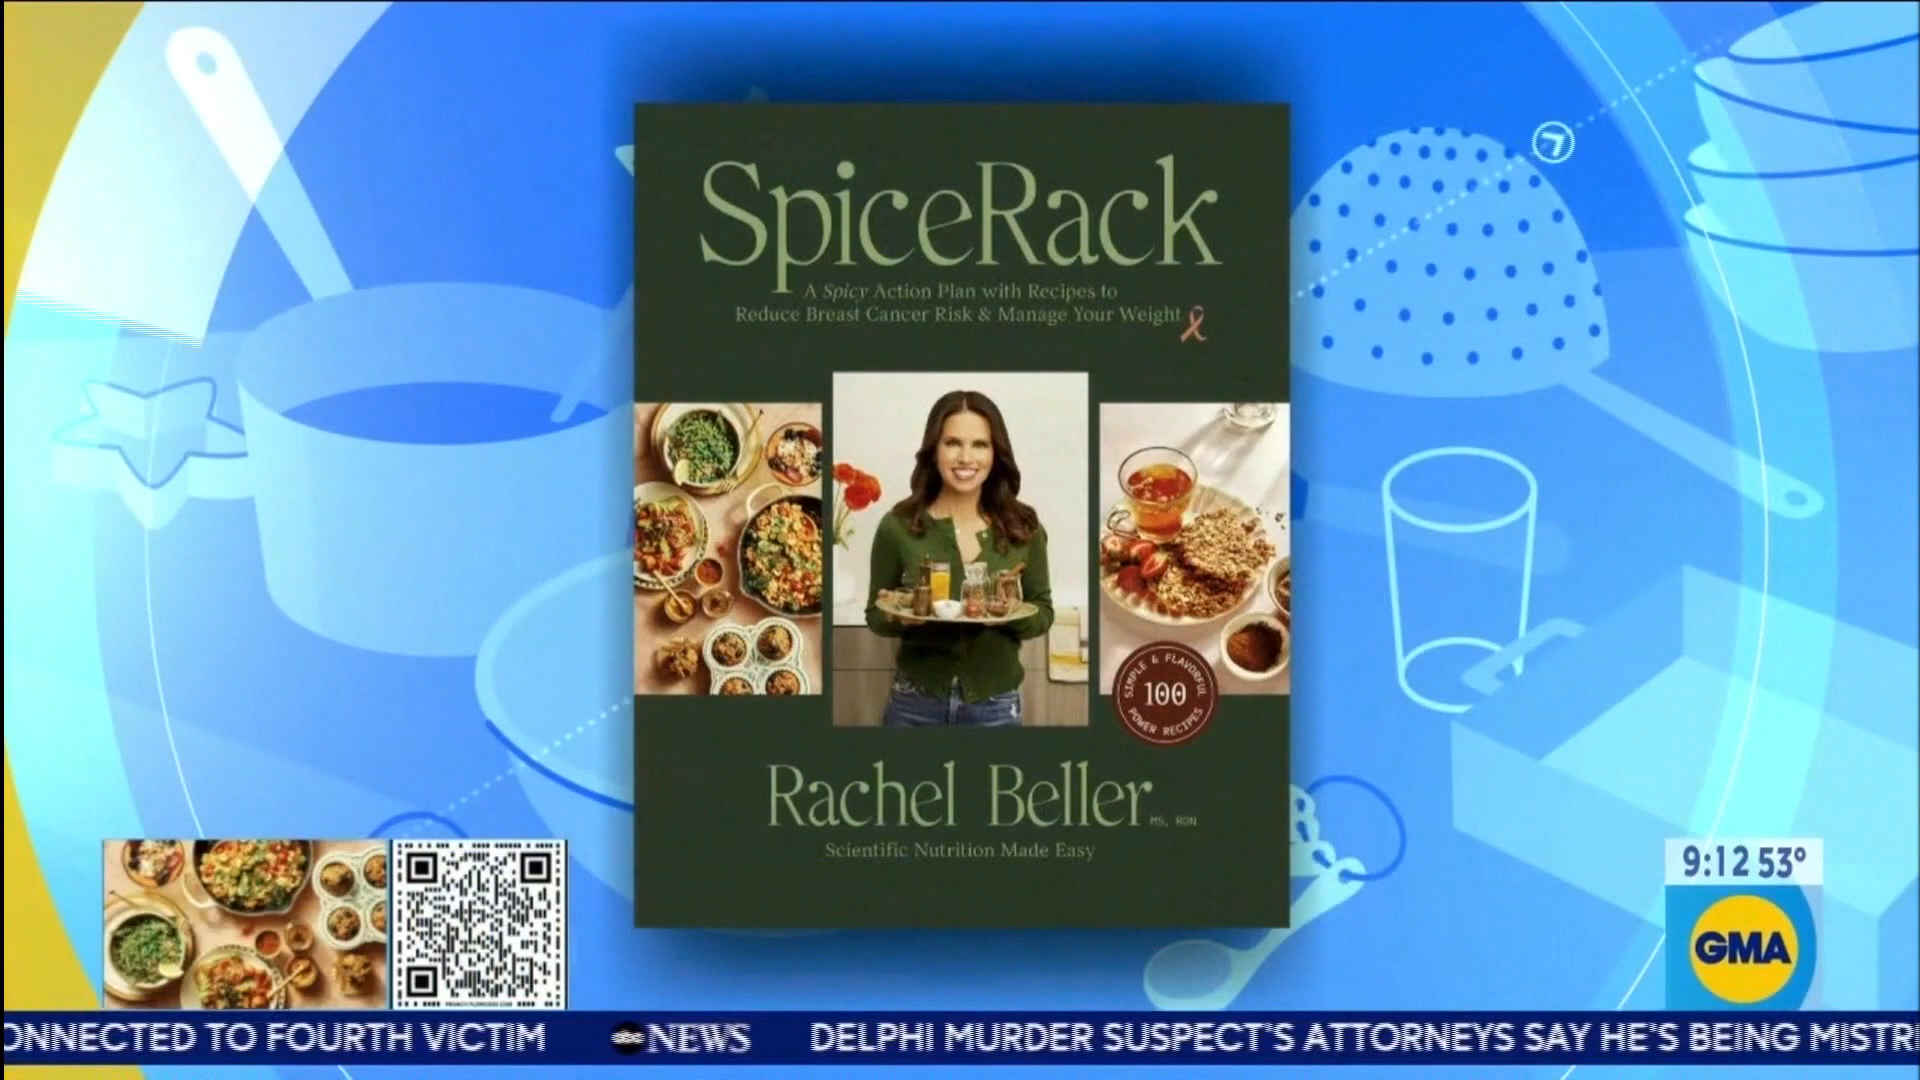 SpiceRack
A Spicy Action Plan with Recipes to
Reduce Breast Cancer Risk & Manage Your Weight
SIMPLE & FLAVORFUL
100
POWER RECIPES
Rachel Beller MS, RDN
Scientific Nutrition Made Easy
9:12 53°
GMA
ONNECTED TO FOURTH VICTIM abc NEWS DELPHI MURDER SUSPECT'S ATTORNEYS SAY HE'S BEING MISTR